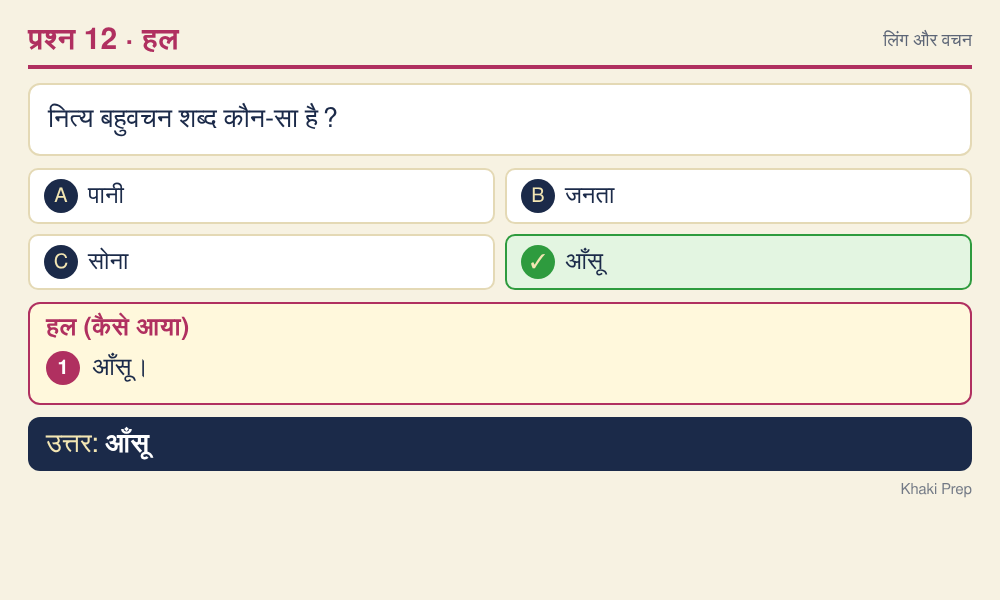 प्रश्न 12 · हल
लिंग और वचन
नित्य बहुवचन शब्द कौन-सा है ?
A पानी
B जनता
C सोना
✓ आँसू
हल (कैसे आया)
1 आँसू।
उत्तर: आँसू
Khaki Prep